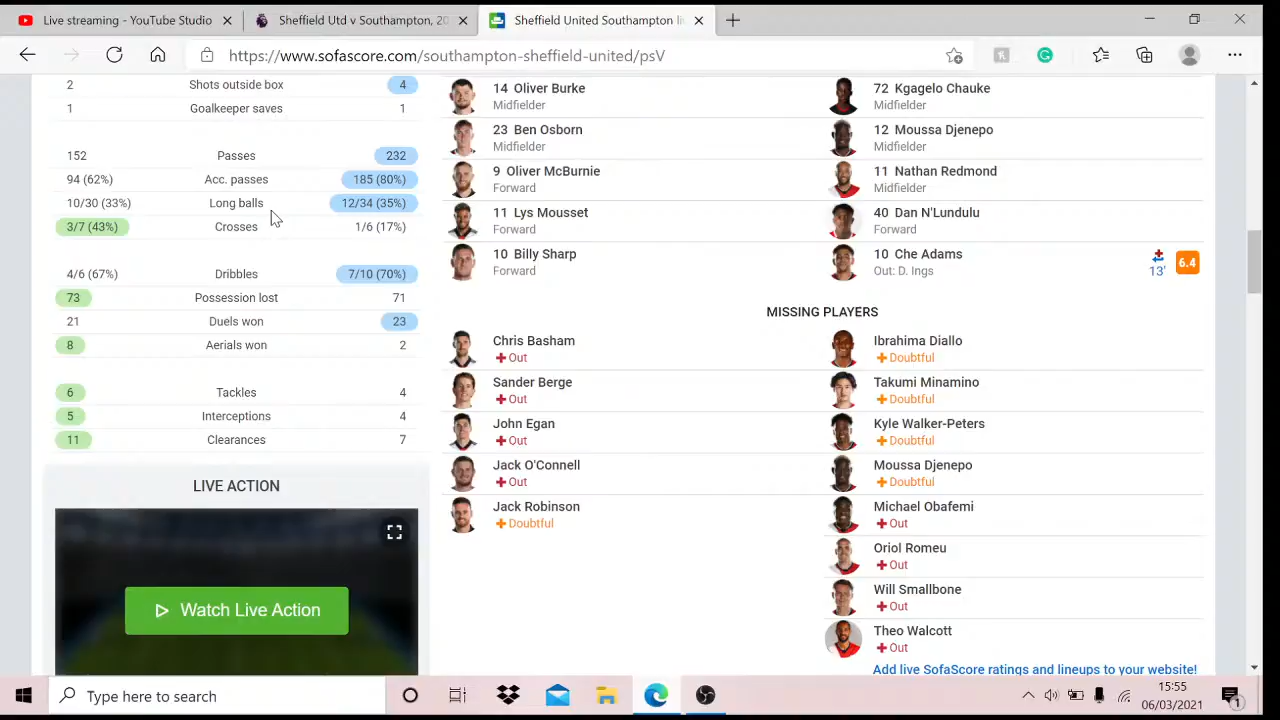 Live streaming - YouTube Studio
Sheffield Utd v Southampton, 20
Sheffield United Southampton li
https://www.sofascore.com/southampton-sheffield-united/psV
2 Shots outside box 4
1 Goalkeeper saves 1
152 Passes 232
94 (62%) Acc. passes 185 (80%)
10/30 (33%) Long balls 12/34 (35%)
3/7 (43%) Crosses 1/6 (17%)
4/6 (67%) Dribbles 7/10 (70%)
73 Possession lost 71
21 Duels won 23
8 Aerials won 2
6 Tackles 4
5 Interceptions 4
11 Clearances 7
LIVE ACTION
Watch Live Action
14 Oliver Burke
Midfielder
23 Ben Osborn
Midfielder
9 Oliver McBurnie
Forward
11 Lys Mousset
Forward
10 Billy Sharp
Forward
72 Kgagelo Chauke
Midfielder
12 Moussa Djenepo
Midfielder
11 Nathan Redmond
Midfielder
40 Dan N'Lundulu
Forward
10 Che Adams
Out: D. Ings
13'
6.4
MISSING PLAYERS
Chris Basham
Out
Sander Berge
Out
John Egan
Out
Jack O'Connell
Out
Jack Robinson
Doubtful
Ibrahima Diallo
Doubtful
Takumi Minamino
Doubtful
Kyle Walker-Peters
Doubtful
Moussa Djenepo
Doubtful
Michael Obafemi
Out
Oriol Romeu
Out
Will Smallbone
Out
Theo Walcott
Out
Add live SofaScore ratings and lineups to your website!
Type here to search
15:55
06/03/2021
1